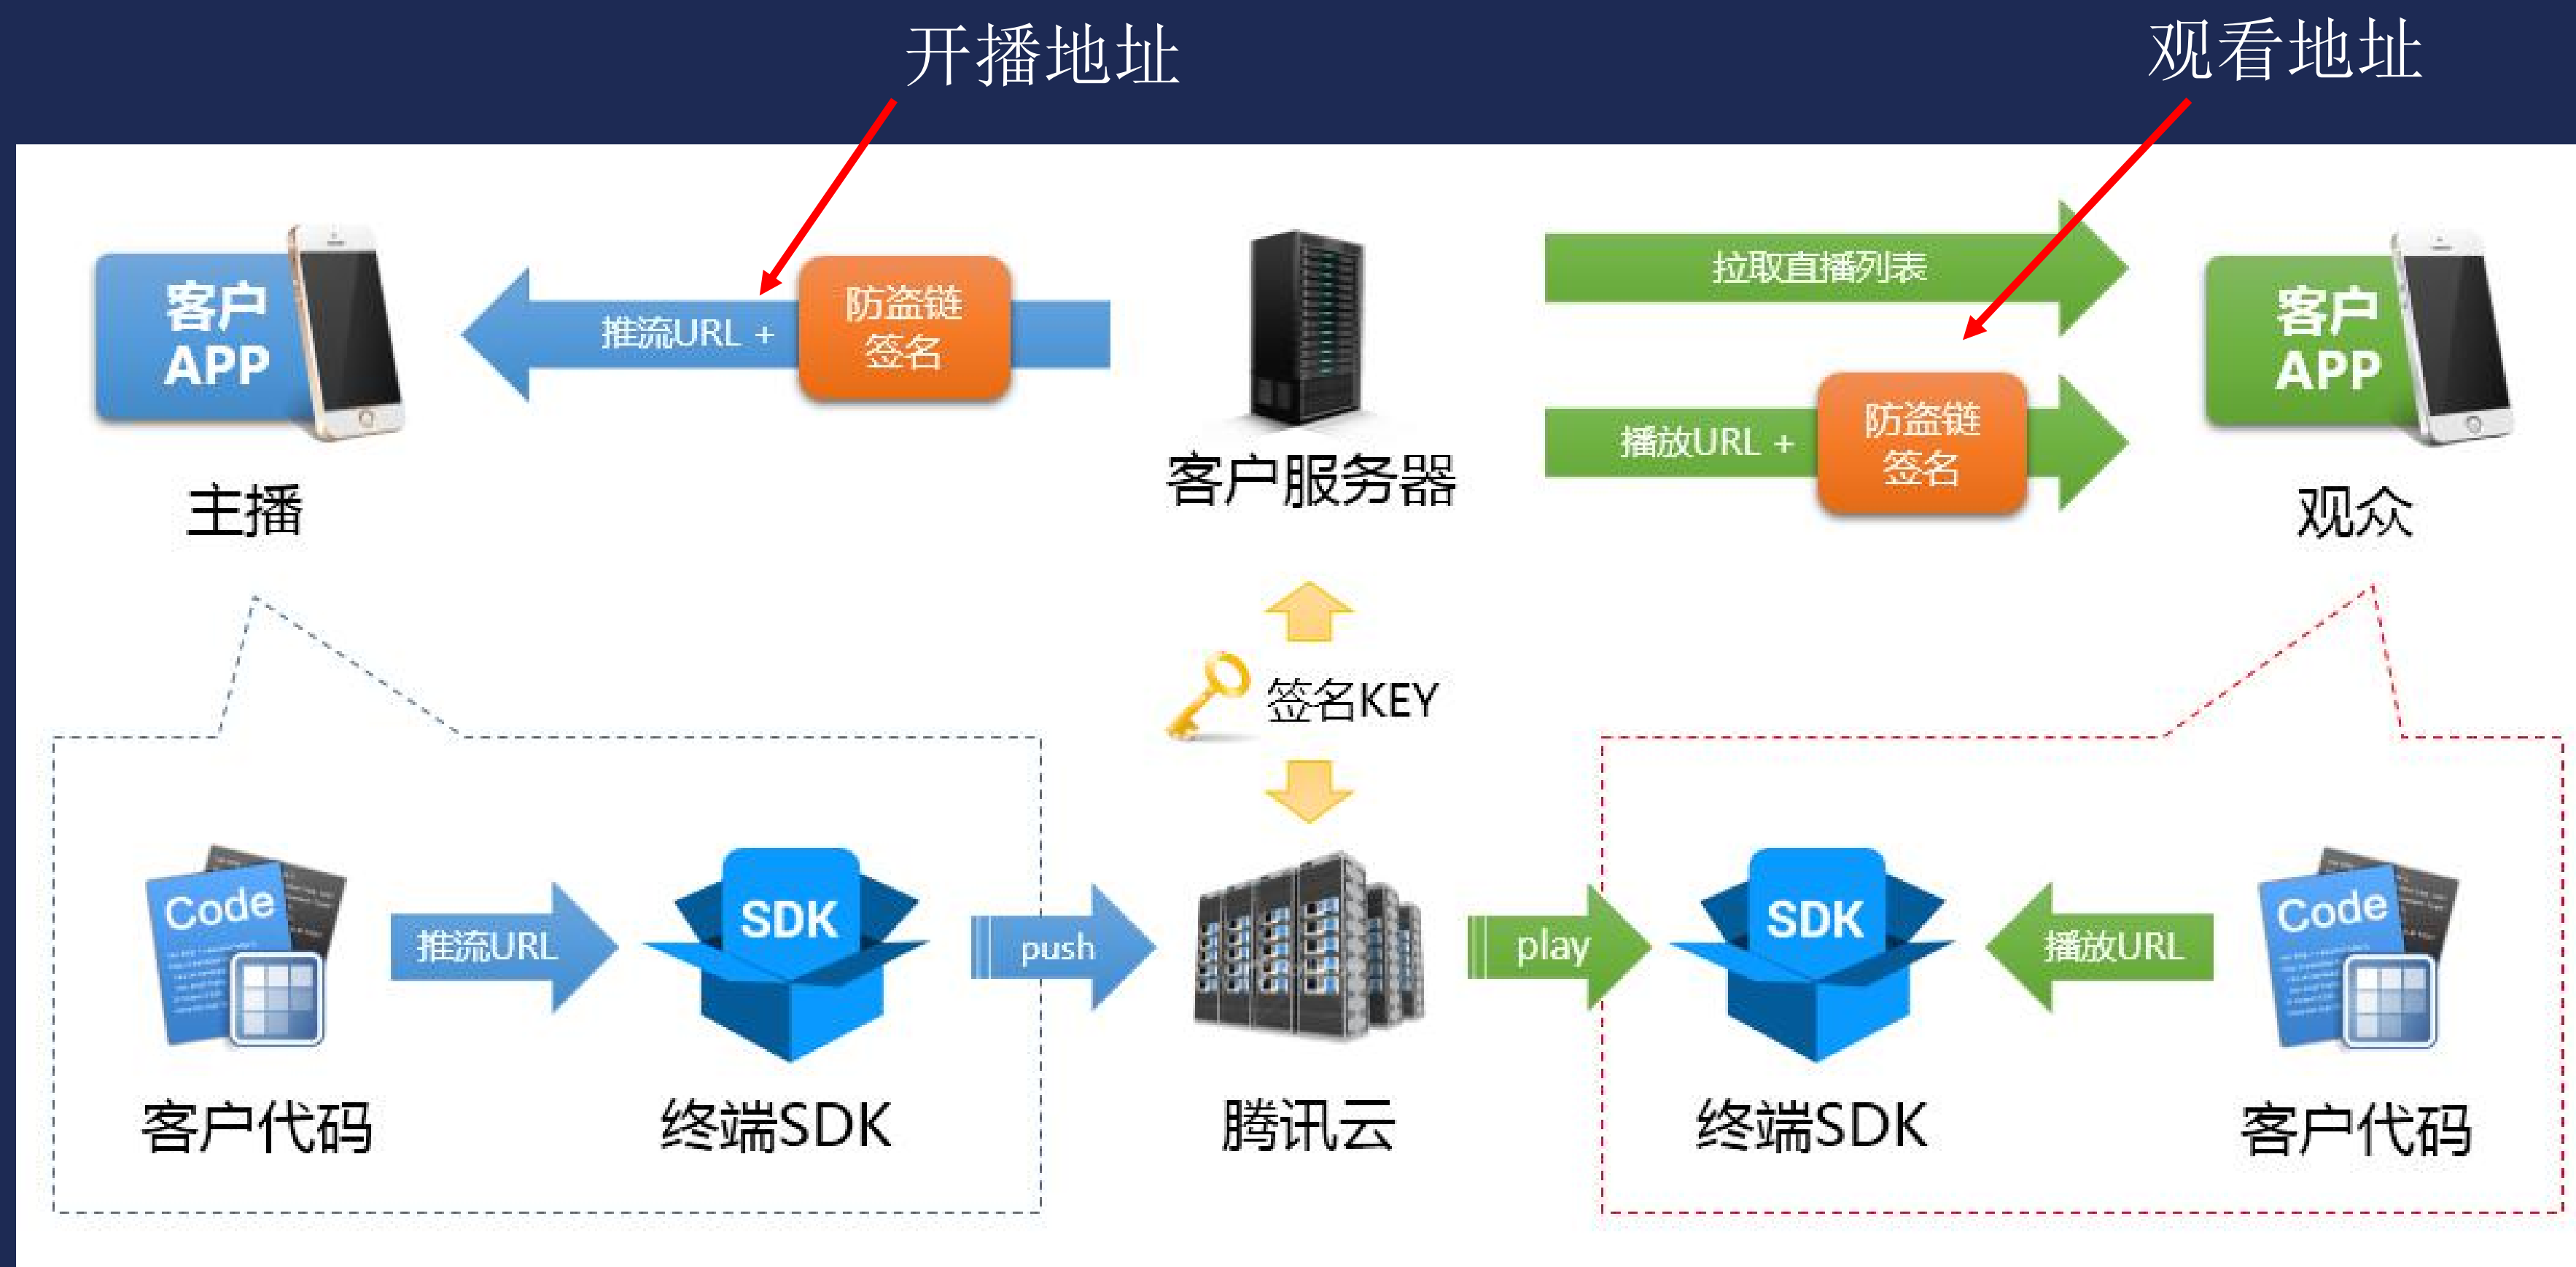 开播地址
观看地址
客户
APP
推流URL +
防盗链
签名
拉取直播列表
播放URL +
防盗链
签名
客户
APP
主播
客户服务器
观众
签名KEY
Code
推流URL
SDK
push
play
SDK
播放URL
Code
客户代码
终端SDK
腾讯云
终端SDK
客户代码